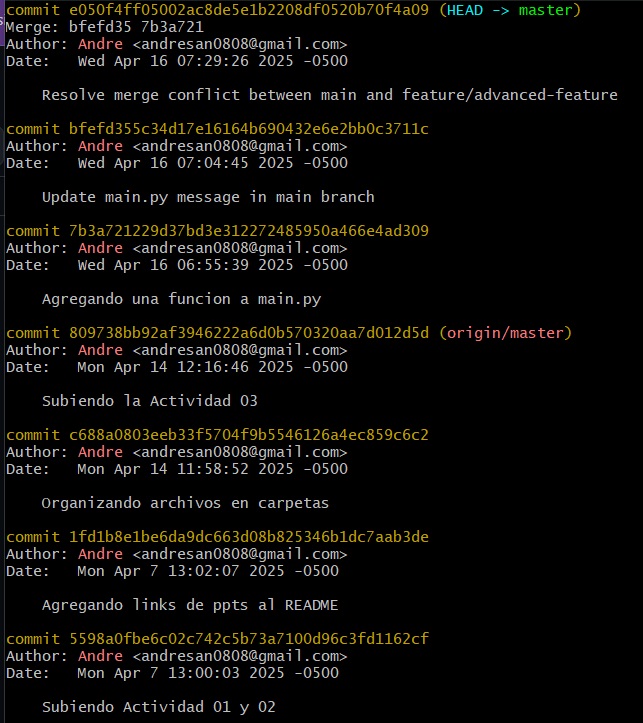 commit e050f4ff05002ac8de5e1b2208df0520b70f4a09 (HEAD -> master)
Merge: bfefd35 7b3a721
Author: Andre <andresan0808@gmail.com>
Date:   Wed Apr 16 07:29:26 2025 -0500
    Resolve merge conflict between main and feature/advanced-feature
commit bfefd355c34d17e16164b690432e6e2bb0c3711c
Author: Andre <andresan0808@gmail.com>
Date:   Wed Apr 16 07:04:45 2025 -0500
    Update main.py message in main branch
commit 7b3a721229d37bd3e312272485950a466e4ad309
Author: Andre <andresan0808@gmail.com>
Date:   Wed Apr 16 06:55:39 2025 -0500
    Agregando una funcion a main.py
commit 809738bb92af3946222a6d0b570320aa7d012d5d (origin/master)
Author: Andre <andresan0808@gmail.com>
Date:   Mon Apr 14 12:16:46 2025 -0500
    Subiendo la Actividad 03
commit c688a0803eeb33f5704f9b5546126a4ec859c6c2
Author: Andre <andresan0808@gmail.com>
Date:   Mon Apr 14 11:58:52 2025 -0500
    Organizando archivos en carpetas
commit 1fd1b8e1be6da9dc663d08b825346b1dc7aab3de
Author: Andre <andresan0808@gmail.com>
Date:   Mon Apr 7 13:02:07 2025 -0500
    Agregando links de ppts al README
commit 5598a0fbe6c02c742c5b73a7100d96c3fd1162cf
Author: Andre <andresan0808@gmail.com>
Date:   Mon Apr 7 13:00:03 2025 -0500
    Subiendo Actividad 01 y 02